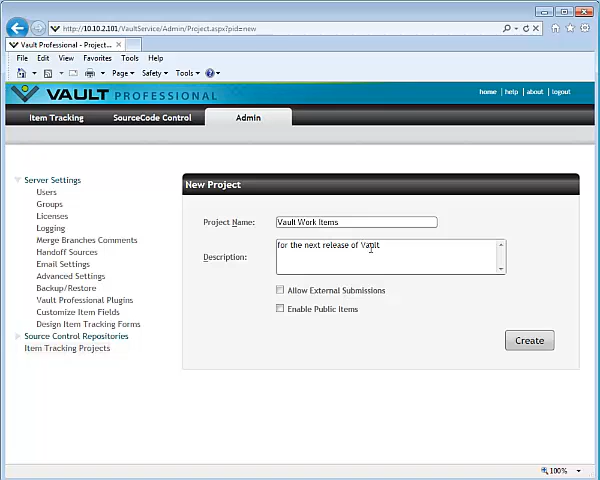 http://10.10.2.101/VaultService/Admin/Project.aspx?pid=new
Vault Professional - Project...
File Edit View Favorites Tools Help
Page Safety Tools
VAULT PROFESSIONAL
home | help | about | logout
Item Tracking SourceCode Control Admin
Server Settings
Users
Groups
Licenses
Logging
Merge Branches Comments
Handoff Sources
Email Settings
Advanced Settings
Backup/Restore
Vault Professional Plugins
Customize Item Fields
Design Item Tracking Forms
Source Control Repositories
Item Tracking Projects
New Project
Project Name: Vault Work Items
Description: for the next release of Vault
Allow External Submissions
Enable Public Items
Create
100%